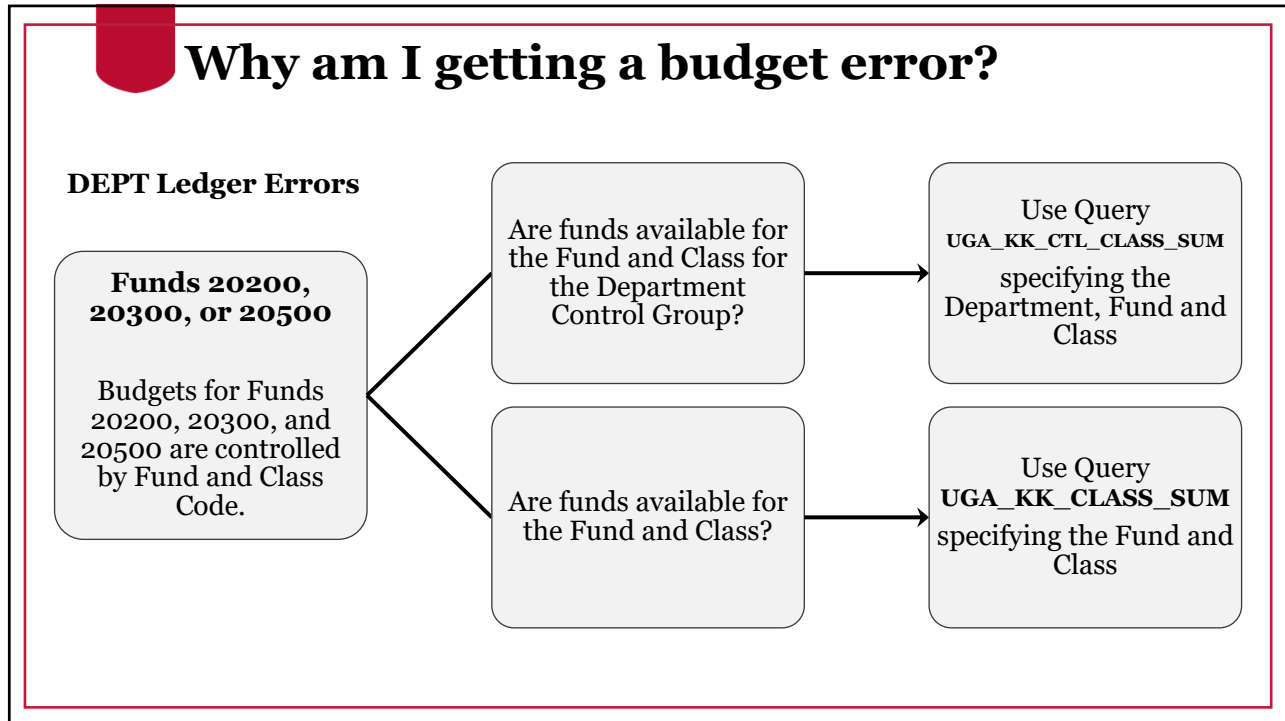 Why am I getting a budget error?
DEPT Ledger Errors
Funds 20200,
20300, or 20500
Budgets for Funds
20200, 20300, and
20500 are controlled
by Fund and Class
Code.
Are funds available for
the Fund and Class for
the Department
Control Group?
Use Query
UGA_KK_CTL_CLASS_SUM
specifying the
Department, Fund and
Class
Are funds available for
the Fund and Class?
Use Query
UGA_KK_CLASS_SUM
specifying the Fund and
Class